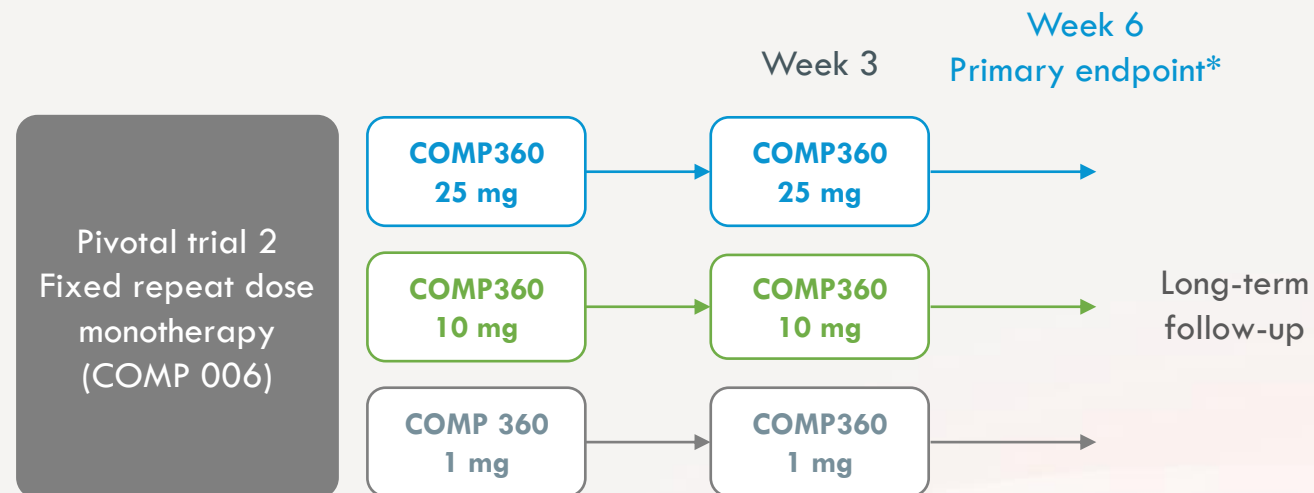 Week 6
Primary endpoint*
Week 3
Pivotal trial 2
Fixed repeat dose
monotherapy
(COMP 006)
COMP360
25 mg
COMP360
25 mg
COMP360
10 mg
COMP360
10 mg
COMP 360
1 mg
COMP360
1 mg
Long-term
follow-up